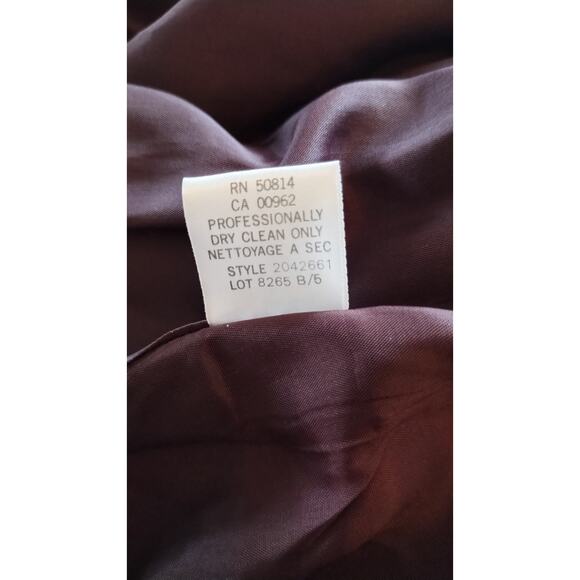 RN 50814
CA 00962
PROFESSIONALLY
DRY CLEAN ONLY
NETTOYAGE A SEC
STYLE 2042661
LOT 8265 B/5